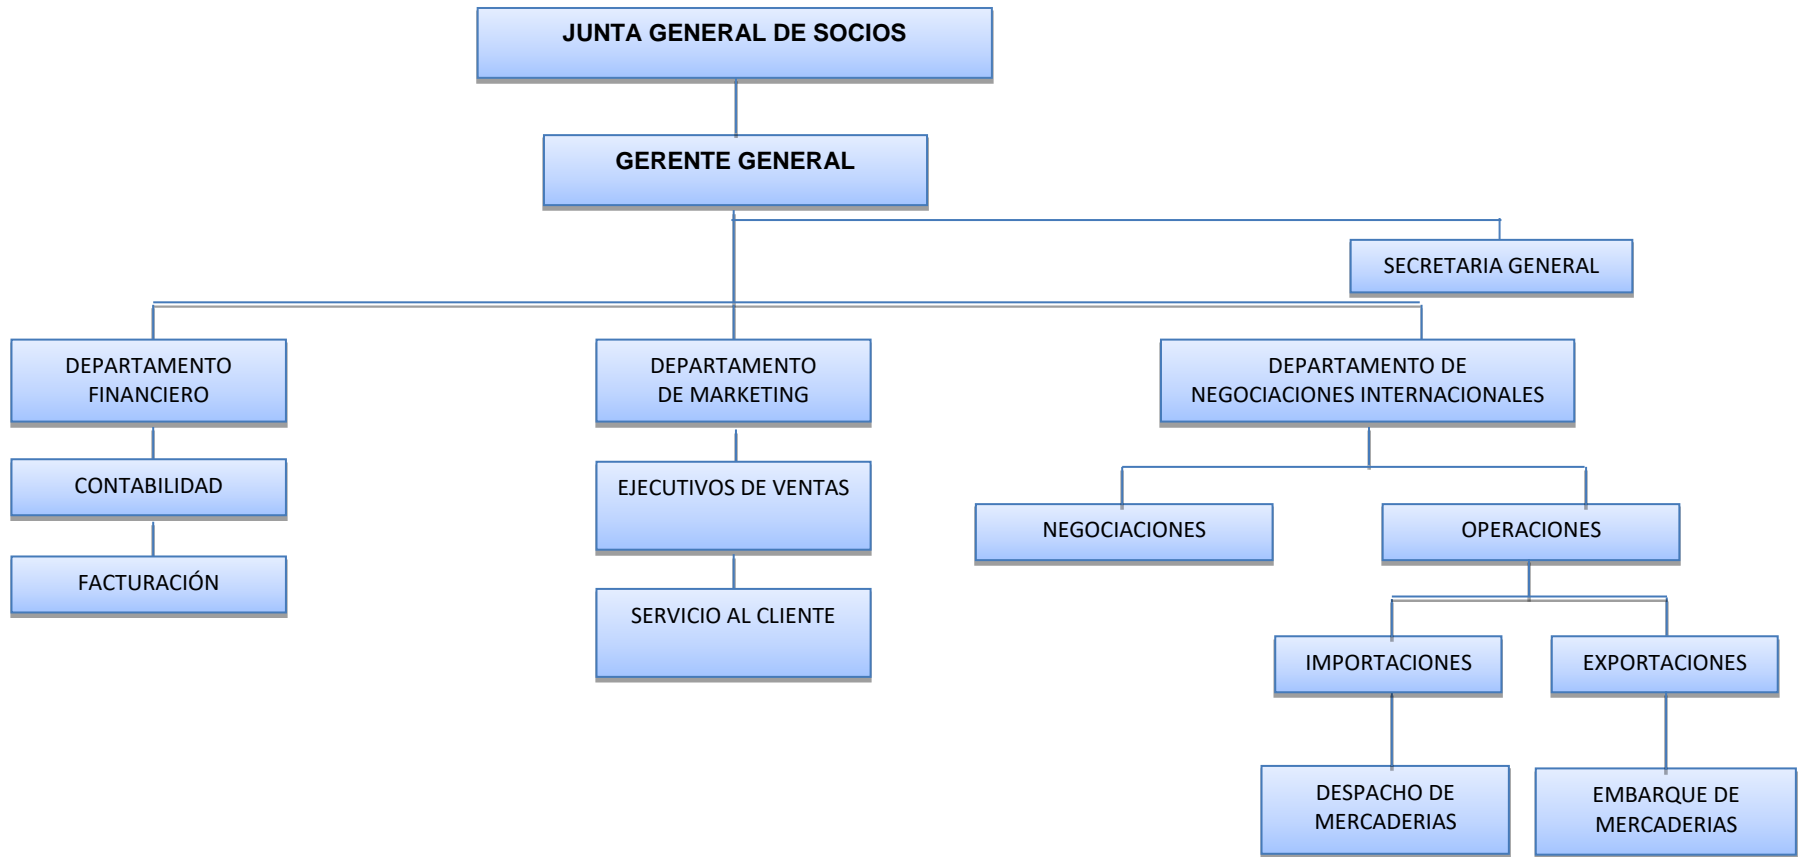 JUNTA GENERAL DE SOCIOS
GERENTE GENERAL
SECRETARIA GENERAL
DEPARTAMENTO
FINANCIERO
DEPARTAMENTO
DE MARKETING
DEPARTAMENTO DE
NEGOCIACIONES INTERNACIONALES
CONTABILIDAD
EJECUTIVOS DE VENTAS
NEGOCIACIONES
OPERACIONES
FACTURACIÓN
SERVICIO AL CLIENTE
IMPORTACIONES
EXPORTACIONES
DESPACHO DE
MERCADERIAS
EMBARQUE DE
MERCADERIAS